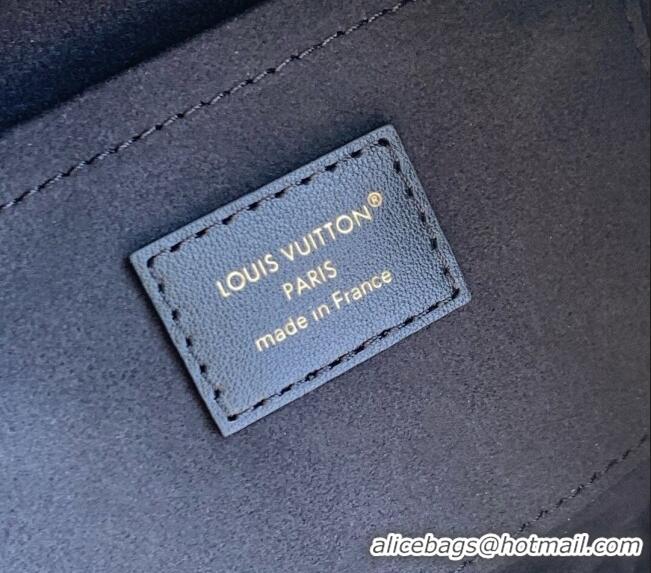 LOUIS VUITTON®
PARIS
made in France
alicebags@hotmail.com